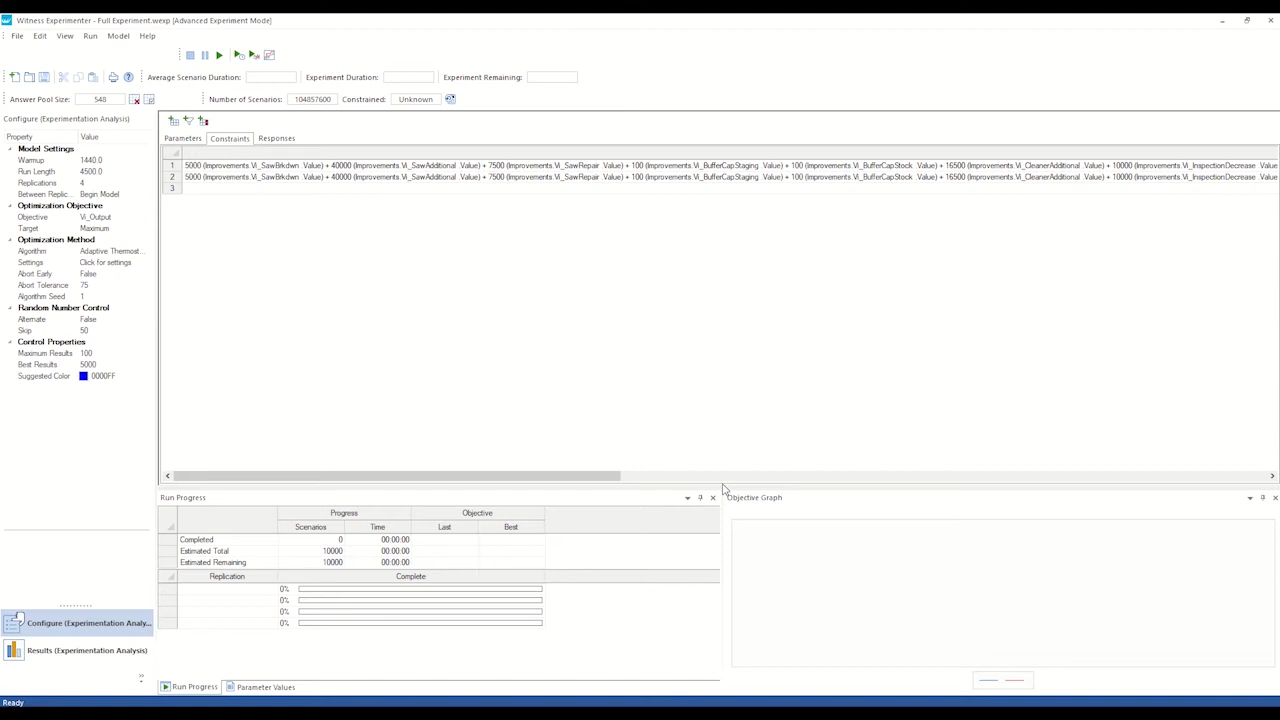 Witness Experimenter - Full Experiment.wexp [Advanced Experiment Mode]
File Edit View Run Model Help
Average Scenario Duration: Experiment Duration: Experiment Remaining:
Answer Pool Size: 548 Number of Scenarios: 104857600 Constrained: Unknown
Configure (Experimentation Analysis)
Property Value
Model Settings
Warmup 1440.0
Run Length 4500.0
Replications 4
Between Replic... Begin Model
Optimization Objective
Objective Vi_Output
Target Maximum
Optimization Method
Algorithm Adaptive Thermost...
Settings Click for settings
Abort Early False
Abort Tolerance 75
Algorithm Seed 1
Random Number Control
Alternate False
Skip 50
Control Properties
Maximum Results 100
Best Results 5000
Suggested Color 0000FF
Configure (Experimentation Analy...
Results (Experimentation Analysis)
Parameters Constraints Responses
1 5000 (Improvements.Vi_SawBrkdwn .Value) + 40000 (Improvements.Vi_SawAdditional .Value) + 7500 (Improvements.Vi_SawRepair .Value) + 100 (Improvements.Vi_BufferCapStaging .Value) + 100 (Improvements.Vi_BufferCapStock .Value) + 16500 (Improvements.Vi_CleanerAdditional .Value) + 10000 (Improvements.Vi_InspectionDecrease .Value
2 5000 (Improvements.Vi_SawBrkdwn .Value) + 40000 (Improvements.Vi_SawAdditional .Value) + 7500 (Improvements.Vi_SawRepair .Value) + 100 (Improvements.Vi_BufferCapStaging .Value) + 100 (Improvements.Vi_BufferCapStock .Value) + 16500 (Improvements.Vi_CleanerAdditional .Value) + 10000 (Improvements.Vi_InspectionDecrease .Value
3
Run Progress
Progress Objective
Scenarios Time Last Best
Completed 0 00:00:00
Estimated Total 10000 00:00:00
Estimated Remaining 10000 00:00:00
Replication Complete
0%
0%
0%
0%
Run Progress Parameter Values
Objective Graph
Ready